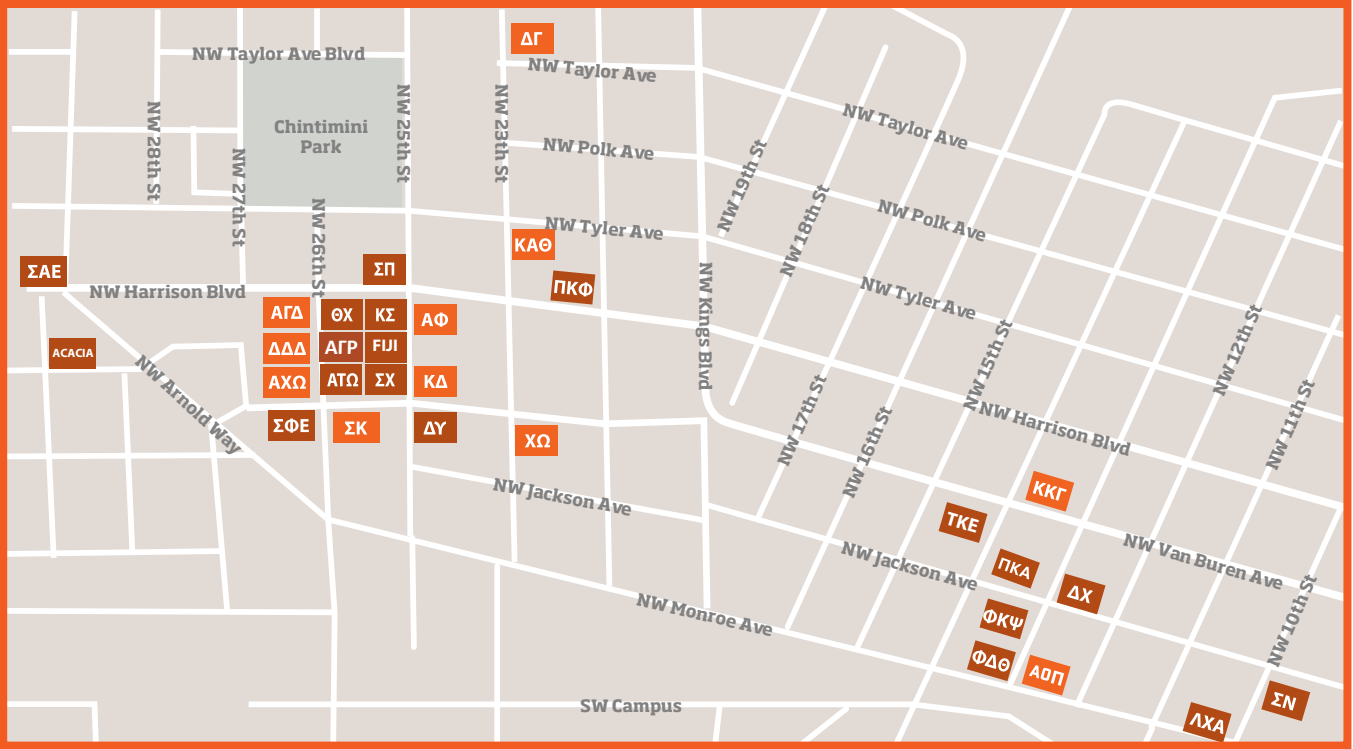 ΔΓ
NW Taylor Ave Blvd
NW Taylor Ave
NW 28th St
NW 25th St
NW 23th St
Chintimini
Park
NW Taylor Ave
NW Polk Ave
NW 27th St
NW 19th St
NW 18th St
NW 26th St
NW Polk Ave
NW Tyler Ave
ΚΑΘ
ΣΑΕ
ΣΠ
ΠΚΦ
NW Harrison Blvd
NW Kings Blvd
NW Tyler Ave
ΑΓΔ
ΘΧ
ΚΣ
ΑΦ
NW 15th St
NW 12th St
ΔΔΔ
ΑΓΡ
FIJI
ACACIA
ΑΧΩ
ΑΤΩ
ΣΧ
ΚΔ
NW Arnold Way
NW 17th St
NW 16th St
NW Harrison Blvd
NW 11th St
ΣΦΕ
ΣΚ
ΔΥ
ΧΩ
NW Jackson Ave
ΚΚΓ
ΤΚΕ
NW Jackson Ave
NW Van Buren Ave
ΠΚΑ
ΔΧ
NW Monroe Ave
ΦΚΨ
NW 10th St
ΦΔΘ
ΑΟΠ
SW Campus
ΣΝ
ΛΧΑ